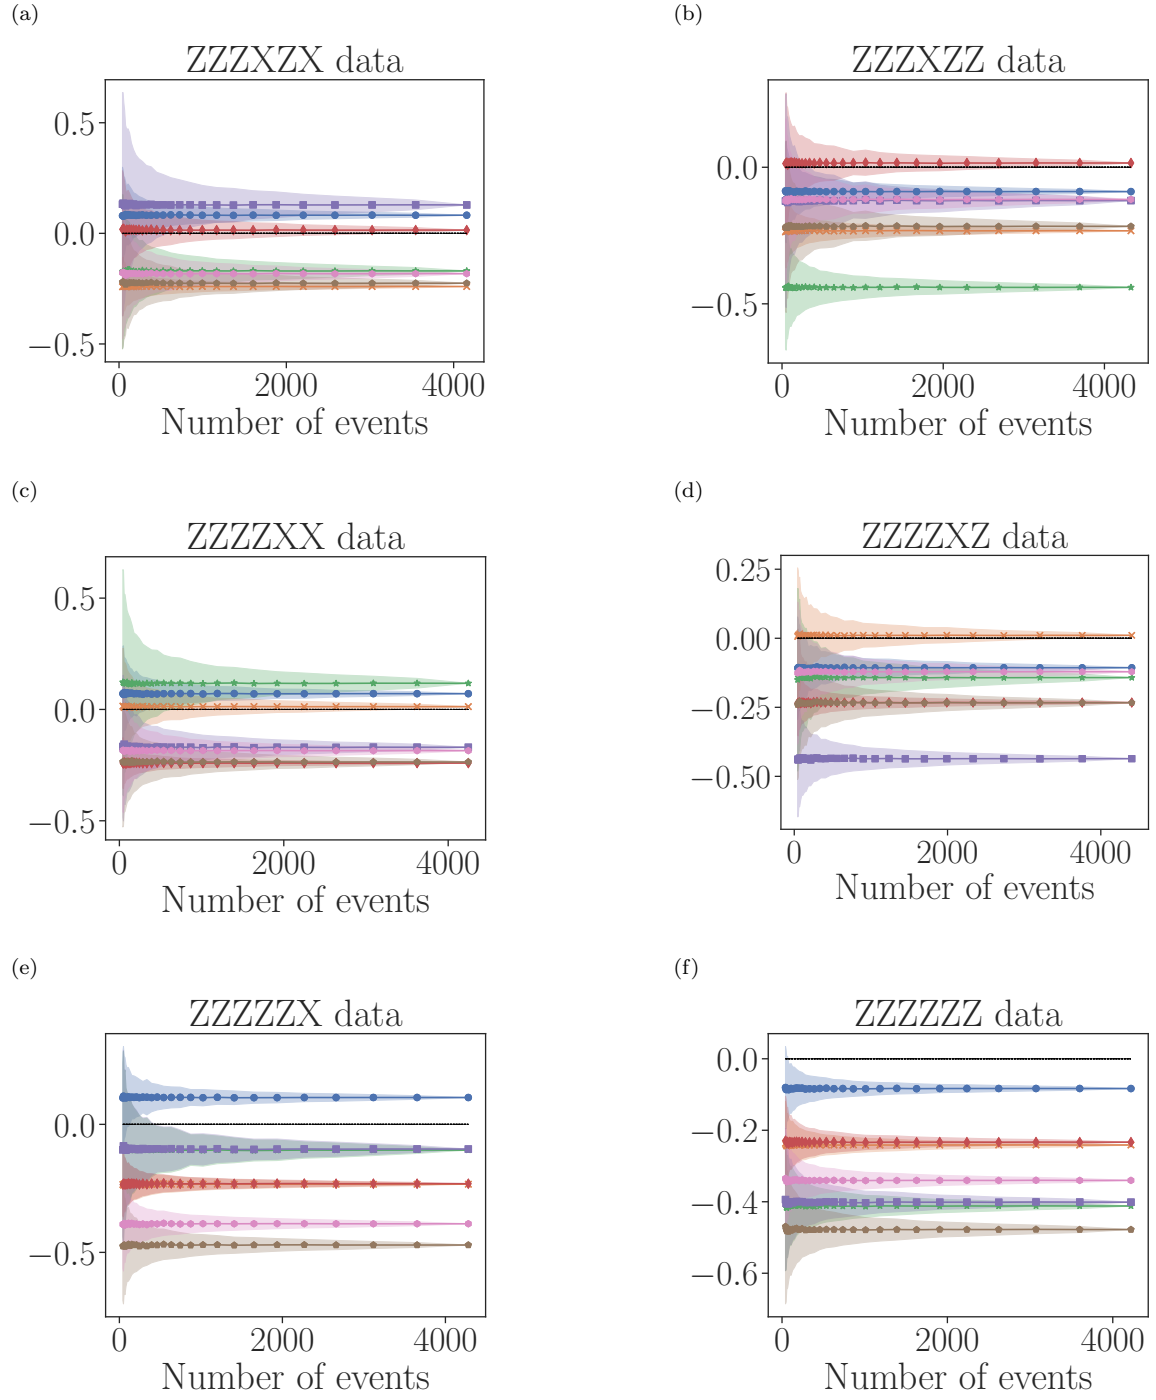 (a)
ZZZXZX data
0.5
0.0
−0.5
0 2000 4000
Number of events
(b)
ZZZXZZ data
0.0
−0.5
0 2000 4000
Number of events
(c)
ZZZZXX data
0.5
0.0
−0.5
0 2000 4000
Number of events
(d)
ZZZZXZ data
0.25
0.00
−0.25
−0.50
0 2000 4000
Number of events
(e)
ZZZZZX data
0.0
−0.5
0 2000 4000
Number of events
(f)
ZZZZZZ data
0.0
−0.2
−0.4
−0.6
0 2000 4000
Number of events